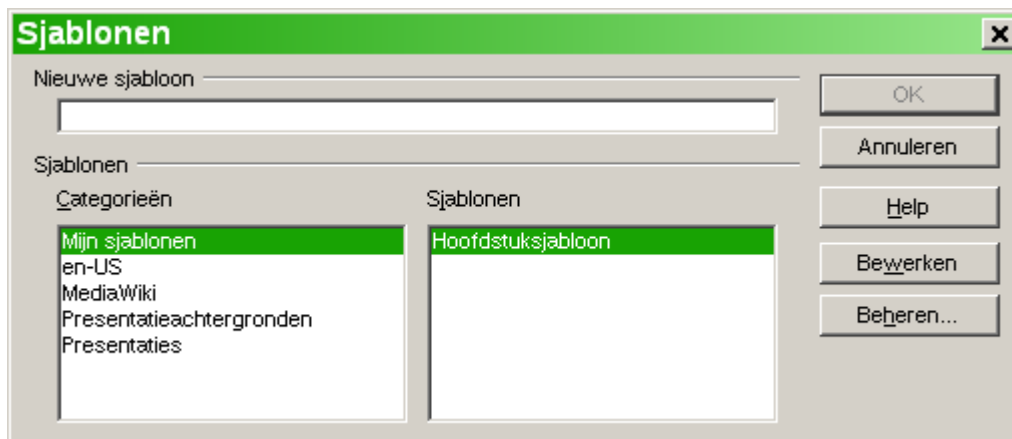 Sjablonen
Nieuwe sjabloon
OK
Annuleren
Sjablonen
Categorieën
Sjablonen
Help
Mijn sjablonen
Hoofdstuksjabloon
en-US
MediaWiki
Presentatieachtergronden
Presentaties
Bewerken
Beheren...